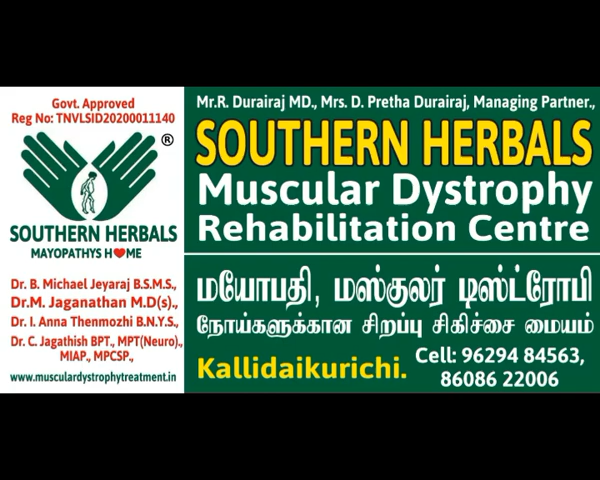 Govt. Approved
Reg No: TNVLSID20200011140
®
SOUTHERN HERBALS
MAYOPATHYS H❤ME
Dr. B. Michael Jeyaraj B.S.M.S.,
Dr.M. Jaganathan M.D(s).,
Dr. I. Anna Thenmozhi B.N.Y.S.,
Dr. C. Jagathish BPT., MPT(Neuro).,
MIAP., MPCSP.,
www.musculardystrophytreatment.in
Mr.R. Durairaj MD., Mrs. D. Pretha Durairaj, Managing Partner.,
SOUTHERN HERBALS
Muscular Dystrophy
Rehabilitation Centre
மயோபதி, மஸ்குலர் டிஸ்ட்ரோபி
நோய்களுக்கான சிறப்பு சிகிச்சை மையம்
Kallidaikurichi.
Cell: 96294 84563,
86086 22006